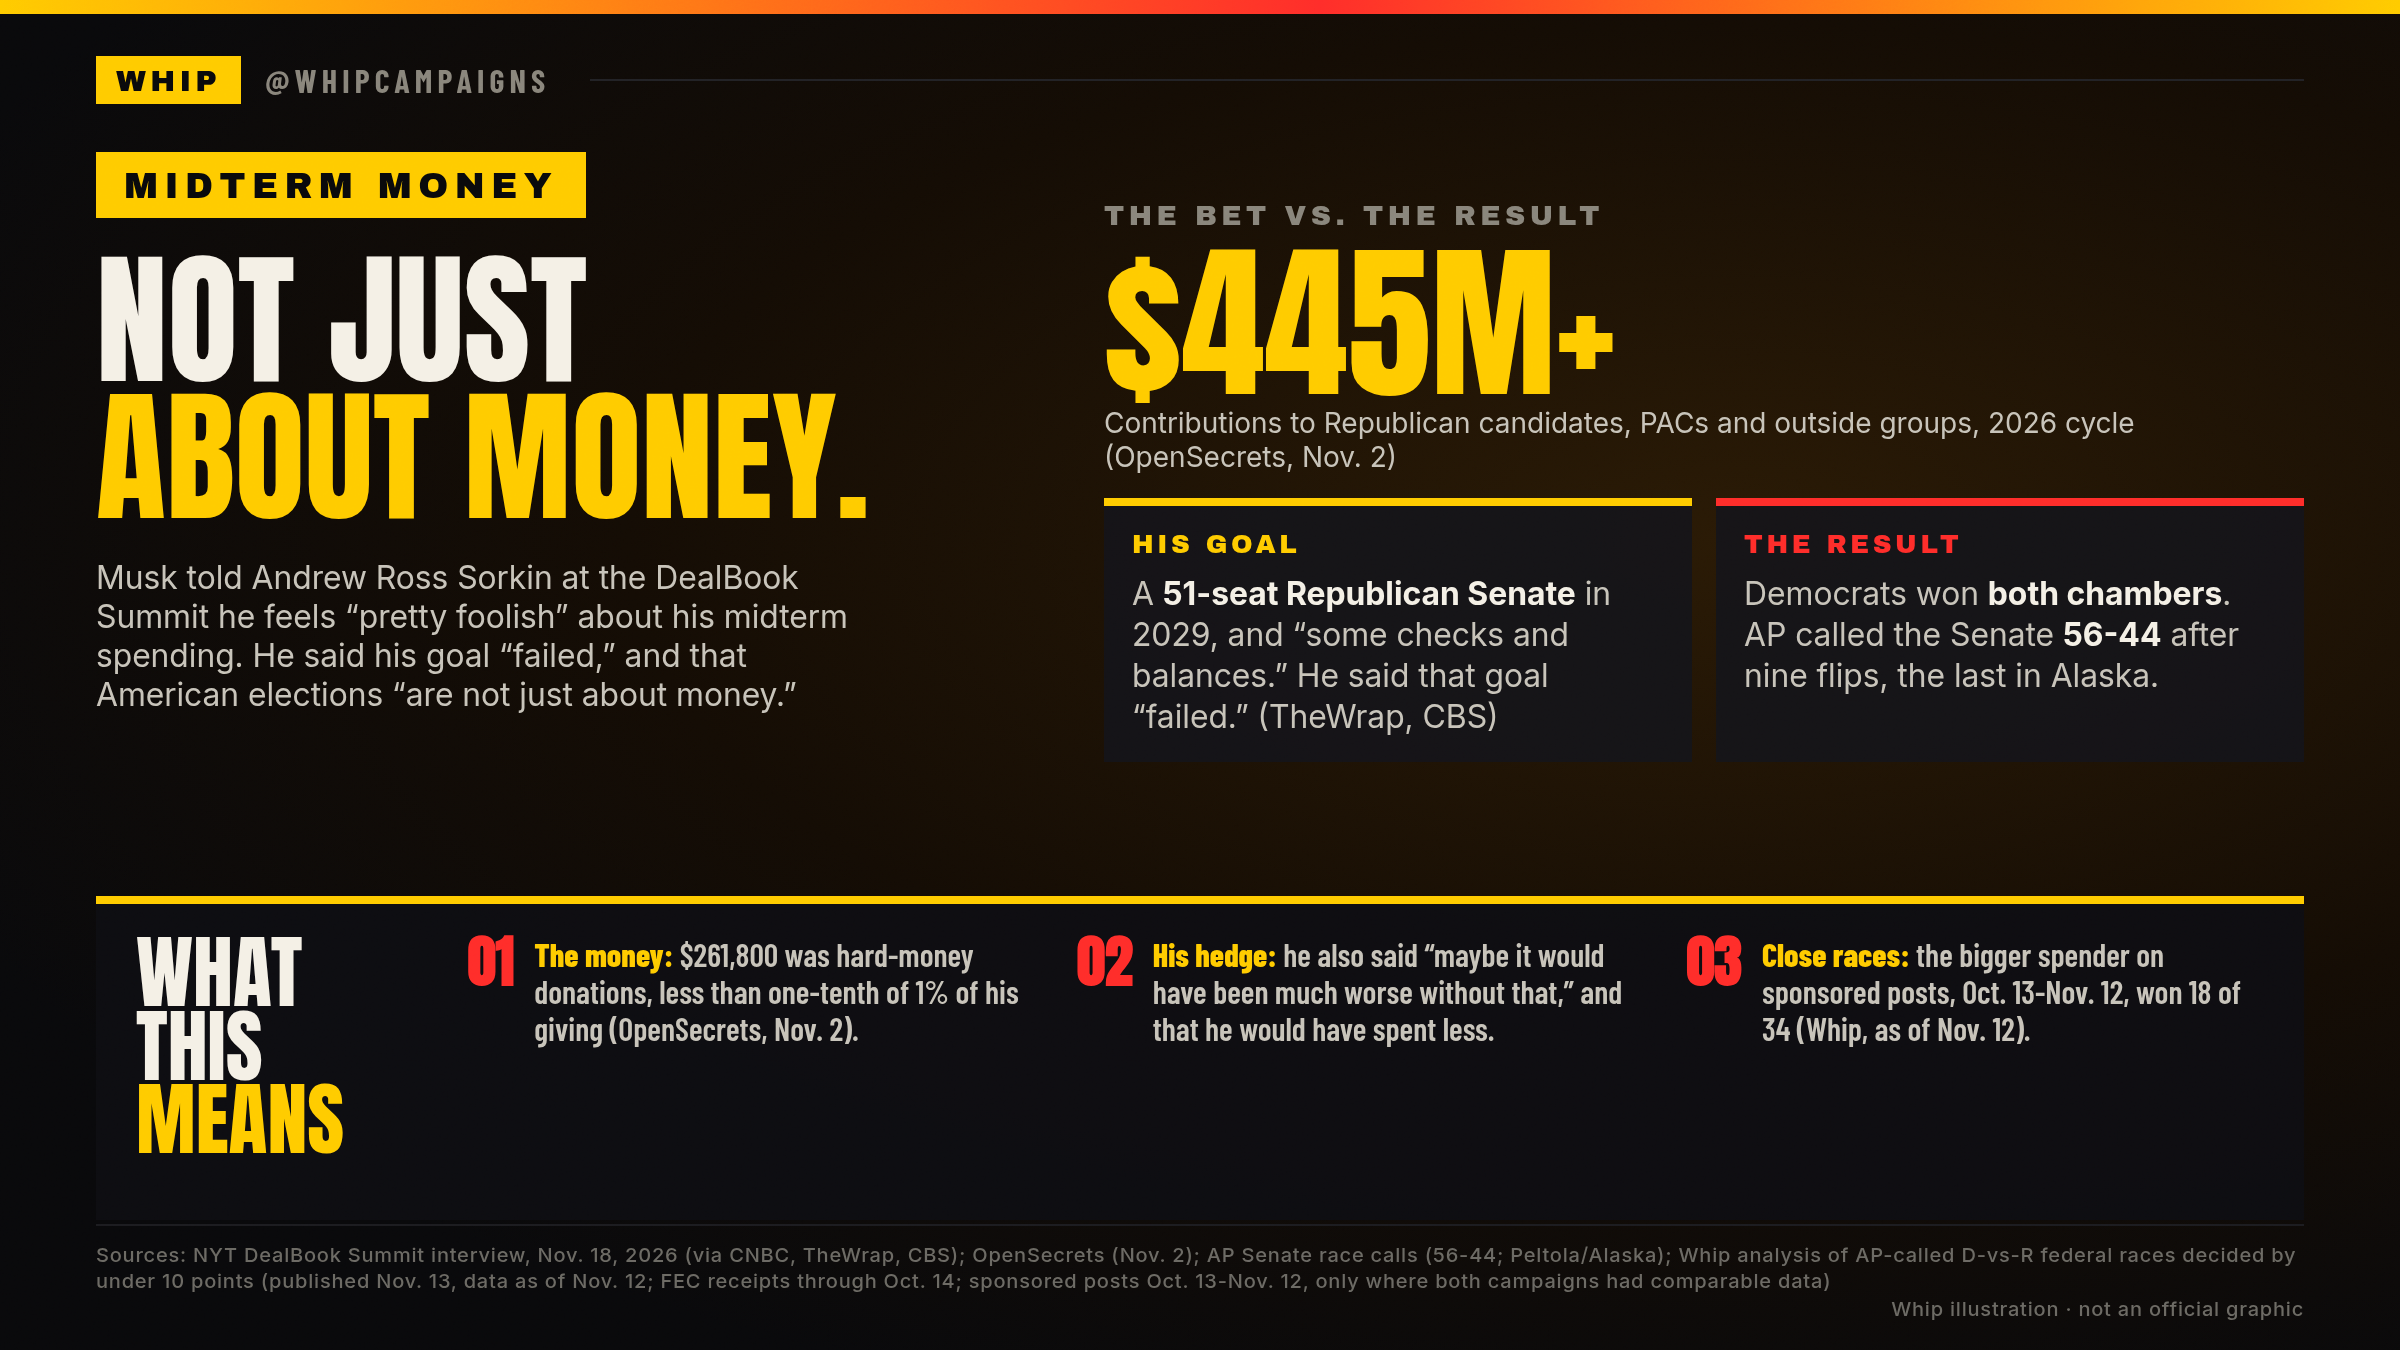 WHIP @WHIPCAMPAIGNS
MIDTERM MONEY
NOT JUST
ABOUT MONEY.
Musk told Andrew Ross Sorkin at the DealBook
Summit he feels “pretty foolish” about his midterm
spending. He said his goal “failed,” and that
American elections “are not just about money.”
THE BET VS. THE RESULT
$445M+
Contributions to Republican candidates, PACs and outside groups, 2026 cycle
(OpenSecrets, Nov. 2)
HIS GOAL
A 51-seat Republican Senate in
2029, and “some checks and
balances.” He said that goal
“failed.” (TheWrap, CBS)
THE RESULT
Democrats won both chambers.
AP called the Senate 56-44 after
nine flips, the last in Alaska.
WHAT
THIS
MEANS
01 The money: $261,800 was hard-money
donations, less than one-tenth of 1% of his
giving (OpenSecrets, Nov. 2).
02 His hedge: he also said “maybe it would
have been much worse without that,” and
that he would have spent less.
03 Close races: the bigger spender on
sponsored posts, Oct. 13-Nov. 12, won 18 of
34 (Whip, as of Nov. 12).
Sources: NYT DealBook Summit interview, Nov. 18, 2026 (via CNBC, TheWrap, CBS); OpenSecrets (Nov. 2); AP Senate race calls (56-44; Peltola/Alaska); Whip analysis of AP-called D-vs-R federal races decided by
under 10 points (published Nov. 13, data as of Nov. 12; FEC receipts through Oct. 14; sponsored posts Oct. 13-Nov. 12, only where both campaigns had comparable data)
Whip illustration · not an official graphic